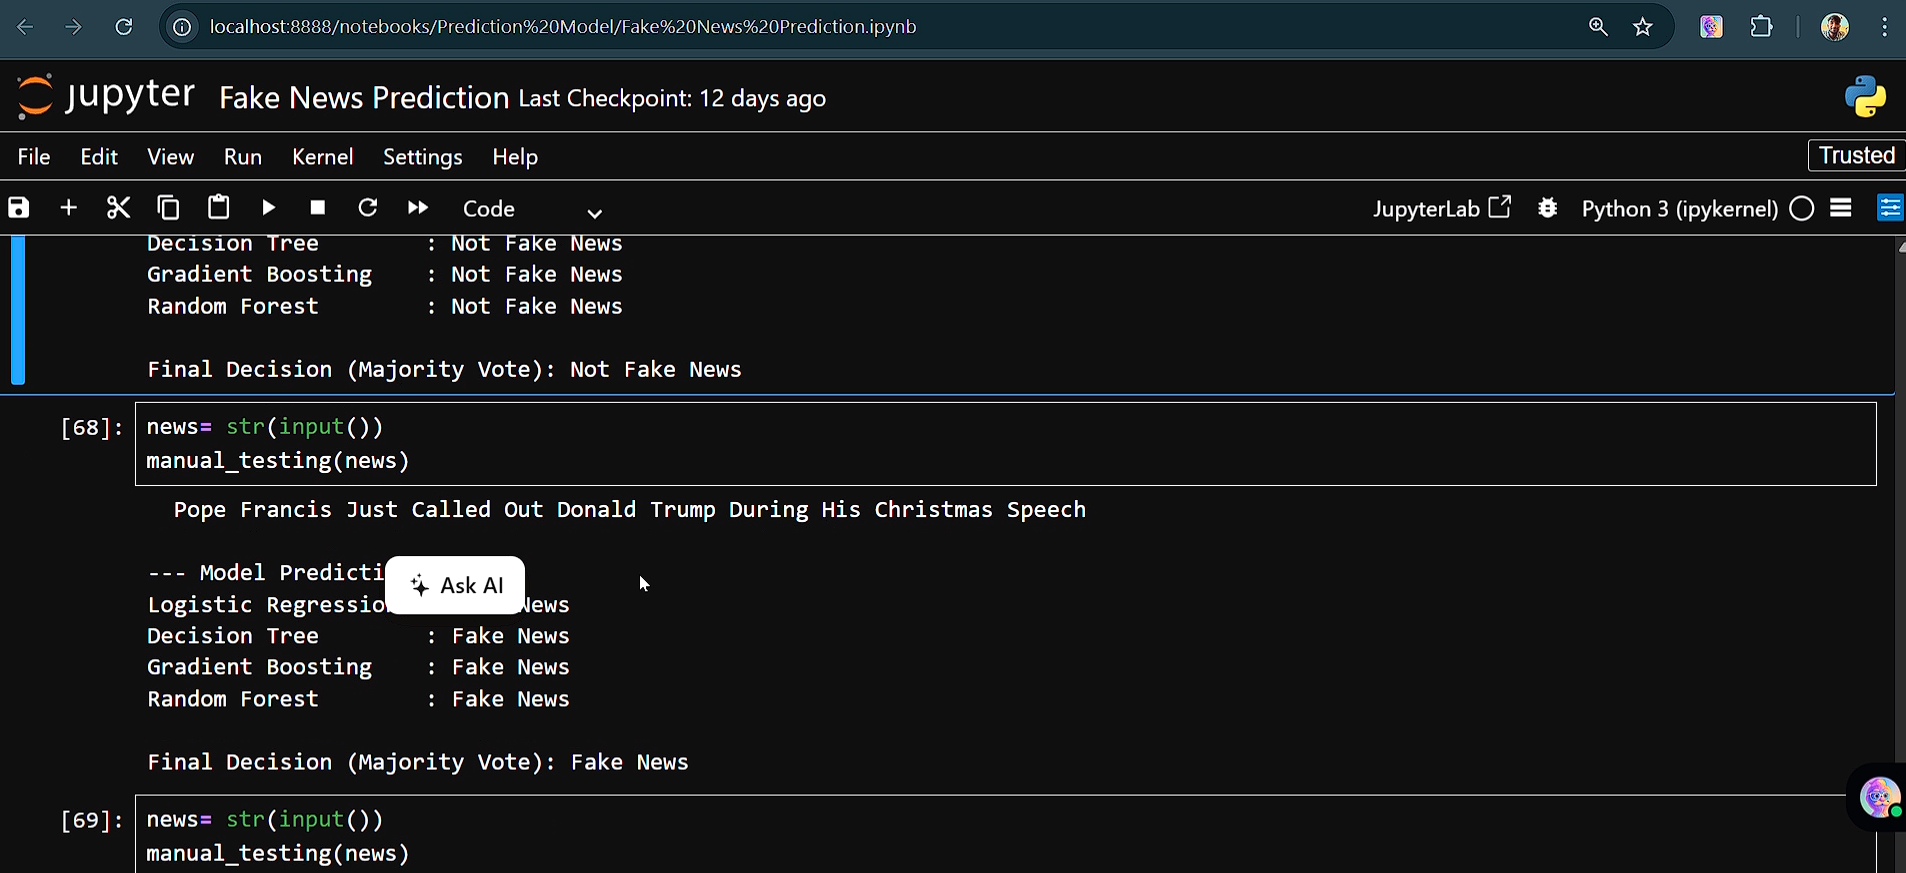 localhost:8888/notebooks/Prediction%20Model/Fake%20News%20Prediction.ipynb
jupyter Fake News Prediction Last Checkpoint: 12 days ago
File Edit View Run Kernel Settings Help Trusted
Code JupyterLab Python 3 (ipykernel)
Decision Tree : Not Fake News
Gradient Boosting : Not Fake News
Random Forest : Not Fake News
Final Decision (Majority Vote): Not Fake News
[68]: news= str(input())
manual_testing(news)
Pope Francis Just Called Out Donald Trump During His Christmas Speech
--- Model Predicti
Ask AI
Logistic Regressio News
Decision Tree : Fake News
Gradient Boosting : Fake News
Random Forest : Fake News
Final Decision (Majority Vote): Fake News
[69]: news= str(input())
manual_testing(news)